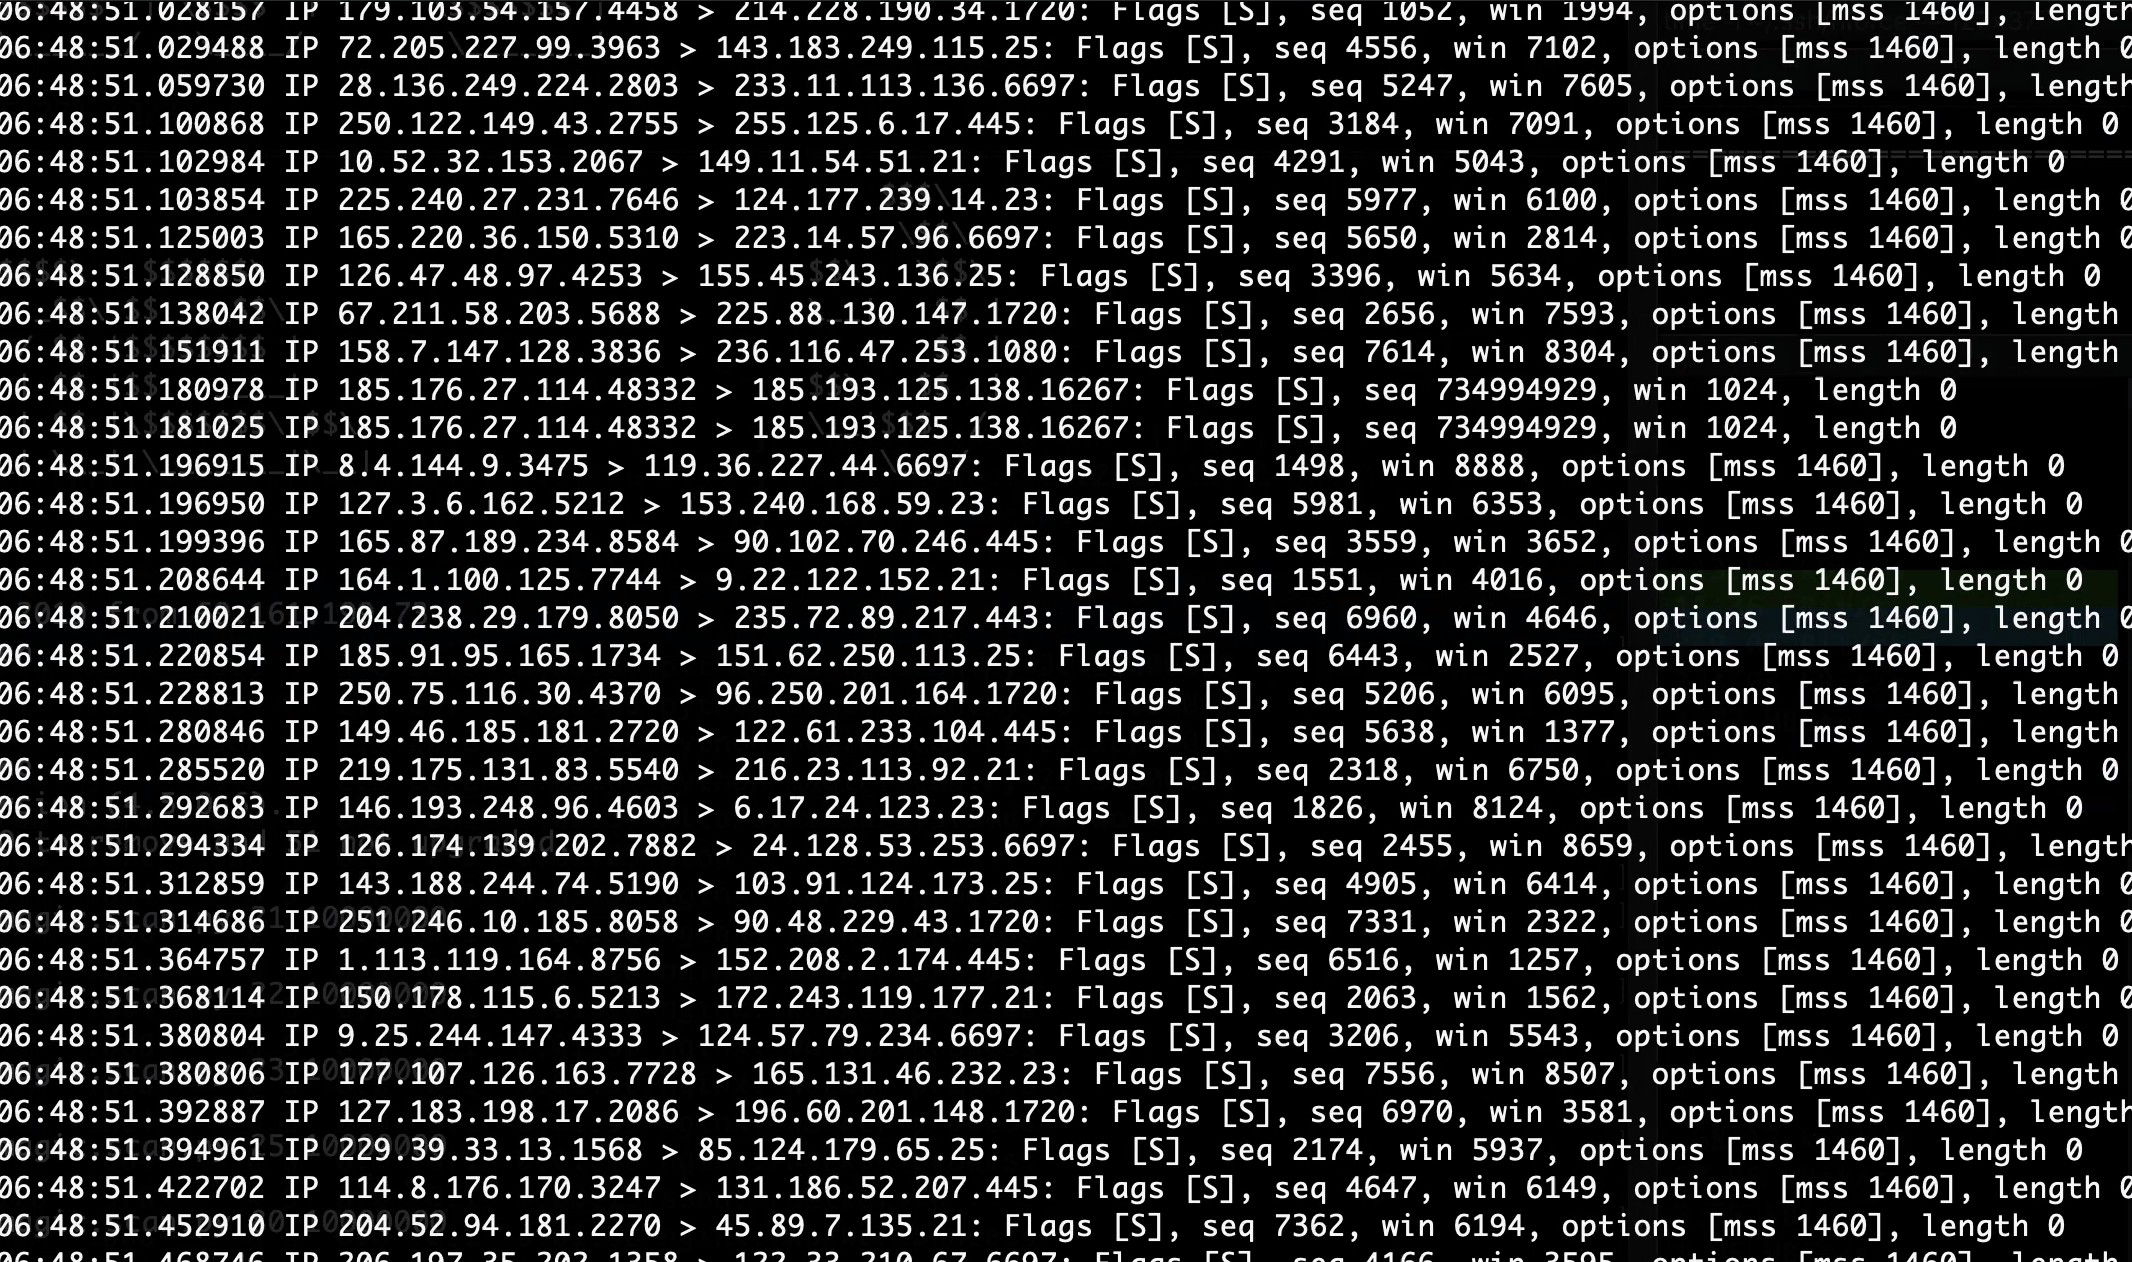 06:48:51.028157 IP 179.103.54.157.4458 > 214.228.190.34.1720: Flags [S], seq 1052, win 1994, options [mss 1460], length
06:48:51.029488 IP 72.205.227.99.3963 > 143.183.249.115.25: Flags [S], seq 4556, win 7102, options [mss 1460], length 0
06:48:51.059730 IP 28.136.249.224.2803 > 233.11.113.136.6697: Flags [S], seq 5247, win 7605, options [mss 1460], length
06:48:51.100868 IP 250.122.149.43.2755 > 255.125.6.17.445: Flags [S], seq 3184, win 7091, options [mss 1460], length 0
06:48:51.102984 IP 10.52.32.153.2067 > 149.11.54.51.21: Flags [S], seq 4291, win 5043, options [mss 1460], length 0
06:48:51.103854 IP 225.240.27.231.7646 > 124.177.239.14.23: Flags [S], seq 5977, win 6100, options [mss 1460], length 0
06:48:51.125003 IP 165.220.36.150.5310 > 223.14.57.96.6697: Flags [S], seq 5650, win 2814, options [mss 1460], length 0
06:48:51.128850 IP 126.47.48.97.4253 > 155.45.243.136.25: Flags [S], seq 3396, win 5634, options [mss 1460], length 0
06:48:51.138042 IP 67.211.58.203.5688 > 225.88.130.147.1720: Flags [S], seq 2656, win 7593, options [mss 1460], length
06:48:51.151911 IP 158.7.147.128.3836 > 236.116.47.253.1080: Flags [S], seq 7614, win 8304, options [mss 1460], length
06:48:51.180978 IP 185.176.27.114.48332 > 185.193.125.138.16267: Flags [S], seq 734994929, win 1024, length 0
06:48:51.181025 IP 185.176.27.114.48332 > 185.193.125.138.16267: Flags [S], seq 734994929, win 1024, length 0
06:48:51.196915 IP 8.4.144.9.3475 > 119.36.227.44.6697: Flags [S], seq 1498, win 8888, options [mss 1460], length 0
06:48:51.196950 IP 127.3.6.162.5212 > 153.240.168.59.23: Flags [S], seq 5981, win 6353, options [mss 1460], length 0
06:48:51.199396 IP 165.87.189.234.8584 > 90.102.70.246.445: Flags [S], seq 3559, win 3652, options [mss 1460], length 0
06:48:51.208644 IP 164.1.100.125.7744 > 9.22.122.152.21: Flags [S], seq 1551, win 4016, options [mss 1460], length 0
06:48:51.210021 IP 204.238.29.179.8050 > 235.72.89.217.443: Flags [S], seq 6960, win 4646, options [mss 1460], length 0
06:48:51.220854 IP 185.91.95.165.1734 > 151.62.250.113.25: Flags [S], seq 6443, win 2527, options [mss 1460], length 0
06:48:51.228813 IP 250.75.116.30.4370 > 96.250.201.164.1720: Flags [S], seq 5206, win 6095, options [mss 1460], length
06:48:51.280846 IP 149.46.185.181.2720 > 122.61.233.104.445: Flags [S], seq 5638, win 1377, options [mss 1460], length
06:48:51.285520 IP 219.175.131.83.5540 > 216.23.113.92.21: Flags [S], seq 2318, win 6750, options [mss 1460], length 0
06:48:51.292683 IP 146.193.248.96.4603 > 6.17.24.123.23: Flags [S], seq 1826, win 8124, options [mss 1460], length 0
06:48:51.294334 IP 126.174.139.202.7882 > 24.128.53.253.6697: Flags [S], seq 2455, win 8659, options [mss 1460], length
06:48:51.312859 IP 143.188.244.74.5190 > 103.91.124.173.25: Flags [S], seq 4905, win 6414, options [mss 1460], length 0
06:48:51.314686 IP 251.246.10.185.8058 > 90.48.229.43.1720: Flags [S], seq 7331, win 2322, options [mss 1460], length 0
06:48:51.364757 IP 1.113.119.164.8756 > 152.208.2.174.445: Flags [S], seq 6516, win 1257, options [mss 1460], length 0
06:48:51.368114 IP 150.178.115.6.5213 > 172.243.119.177.21: Flags [S], seq 2063, win 1562, options [mss 1460], length 0
06:48:51.380804 IP 9.25.244.147.4333 > 124.57.79.234.6697: Flags [S], seq 3206, win 5543, options [mss 1460], length 0
06:48:51.380806 IP 177.107.126.163.7728 > 165.131.46.232.23: Flags [S], seq 7556, win 8507, options [mss 1460], length
06:48:51.392887 IP 127.183.198.17.2086 > 196.60.201.148.1720: Flags [S], seq 6970, win 3581, options [mss 1460], length
06:48:51.394961 IP 229.39.33.13.1568 > 85.124.179.65.25: Flags [S], seq 2174, win 5937, options [mss 1460], length 0
06:48:51.422702 IP 114.8.176.170.3247 > 131.186.52.207.445: Flags [S], seq 4647, win 6149, options [mss 1460], length 0
06:48:51.452910 IP 204.52.94.181.2270 > 45.89.7.135.21: Flags [S], seq 7362, win 6194, options [mss 1460], length 0
06:48:51.468746 IP 206.197.35.202.1358 > 122.33.210.67.6697: Flags [S], seq 4166, win 3595, options [mss 1460], length